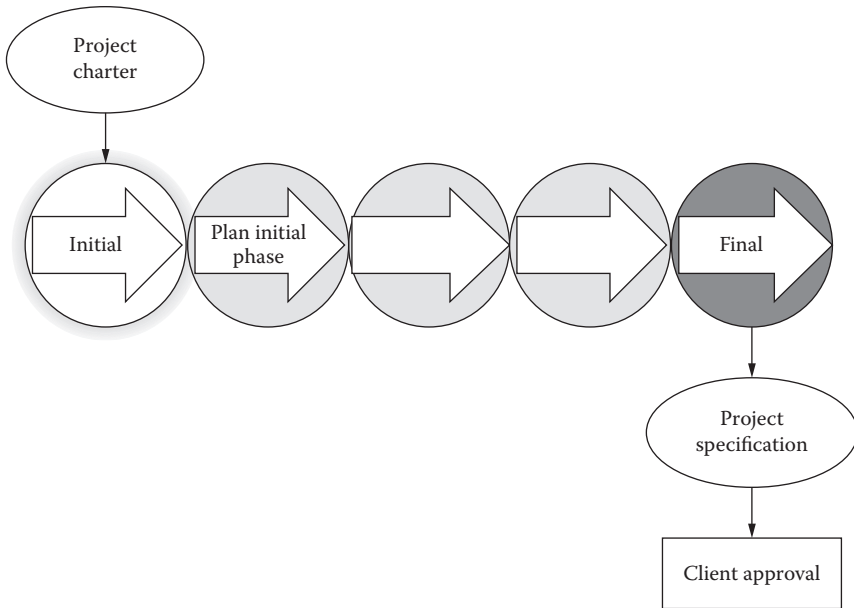 Project
charter
Initial
Plan initial
phase
Final
Project
specification
Client approval